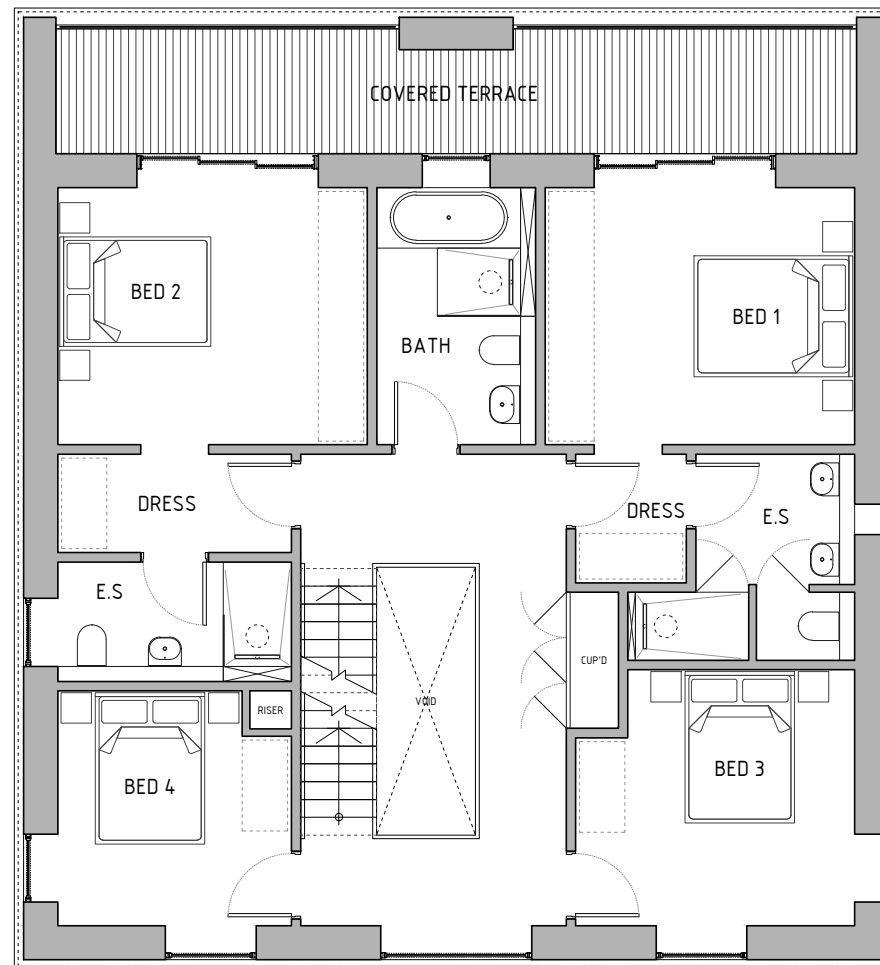 COVERED TERRACE
BED 2
BED 1
BATH
DRESS
DRESS
E.S
E.S
CUP'D
VOID
RISER
BED 4
BED 3